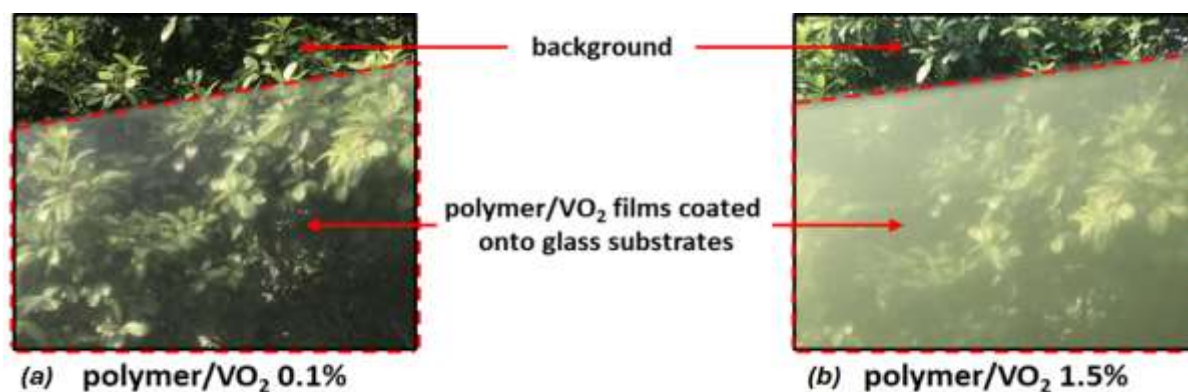 background
polymer/VO₂ films coated
onto glass substrates
(a) polymer/VO₂ 0.1%
(b) polymer/VO₂ 1.5%